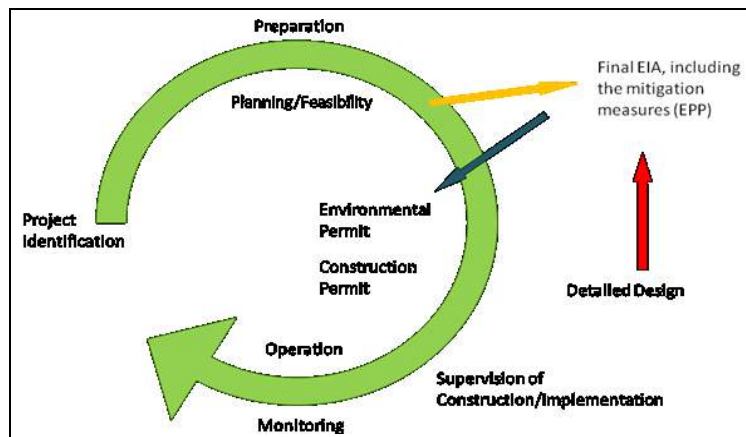 Preparation
Planning/Feasibility
Final EIA, including
the mitigation
measures (EPP)
Project
Identification
Environmental
Permit
Construction
Permit
Detailed Design
Operation
Supervision of
Construction/Implementation
Monitoring